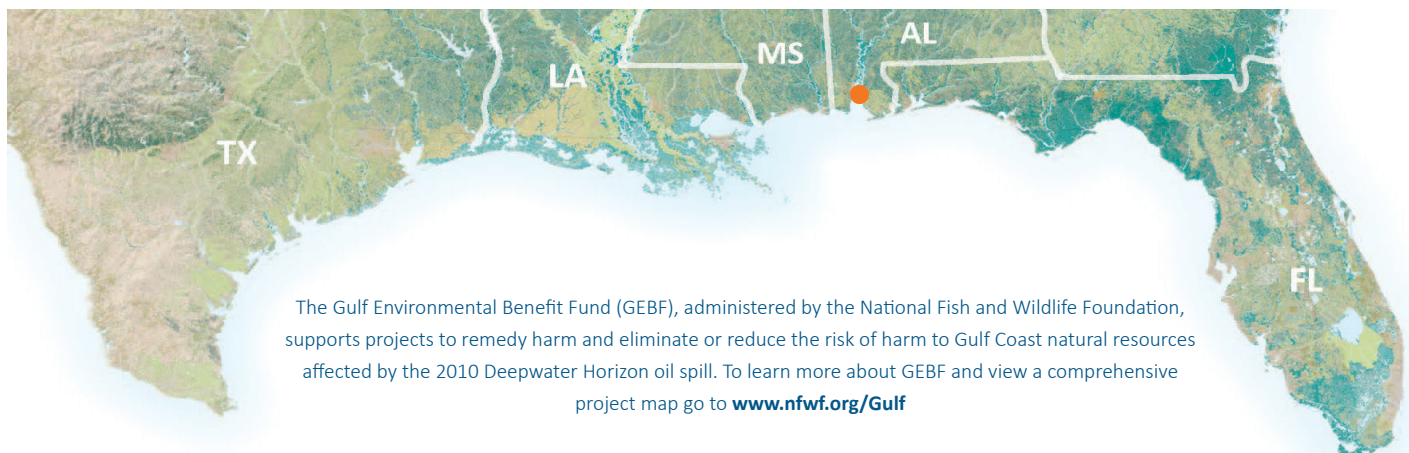 AL
MS
LA
TX
FL
The Gulf Environmental Benefit Fund (GEBF), administered by the National Fish and Wildlife Foundation,
supports projects to remedy harm and eliminate or reduce the risk of harm to Gulf Coast natural resources
affected by the 2010 Deepwater Horizon oil spill. To learn more about GEBF and view a comprehensive
project map go to www.nfwf.org/Gulf